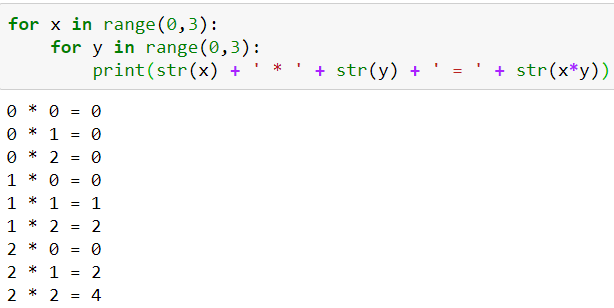 for x in range(0,3):
    for y in range(0,3):
        print(str(x) + ' * ' + str(y) + ' = ' + str(x*y))
0 * 0 = 0
0 * 1 = 0
0 * 2 = 0
1 * 0 = 0
1 * 1 = 1
1 * 2 = 2
2 * 0 = 0
2 * 1 = 2
2 * 2 = 4